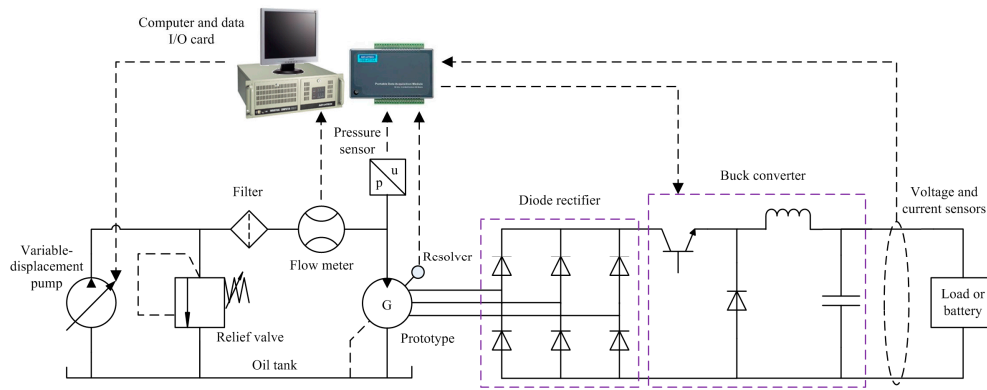 Computer and data
I/O card
Pressure
sensor
u
p
Filter
Flow meter
Variable-
displacement
pump
Relief valve
Oil tank
Resolver
G
Prototype
Diode rectifier
Buck converter
Voltage and
current sensors
Load or
battery